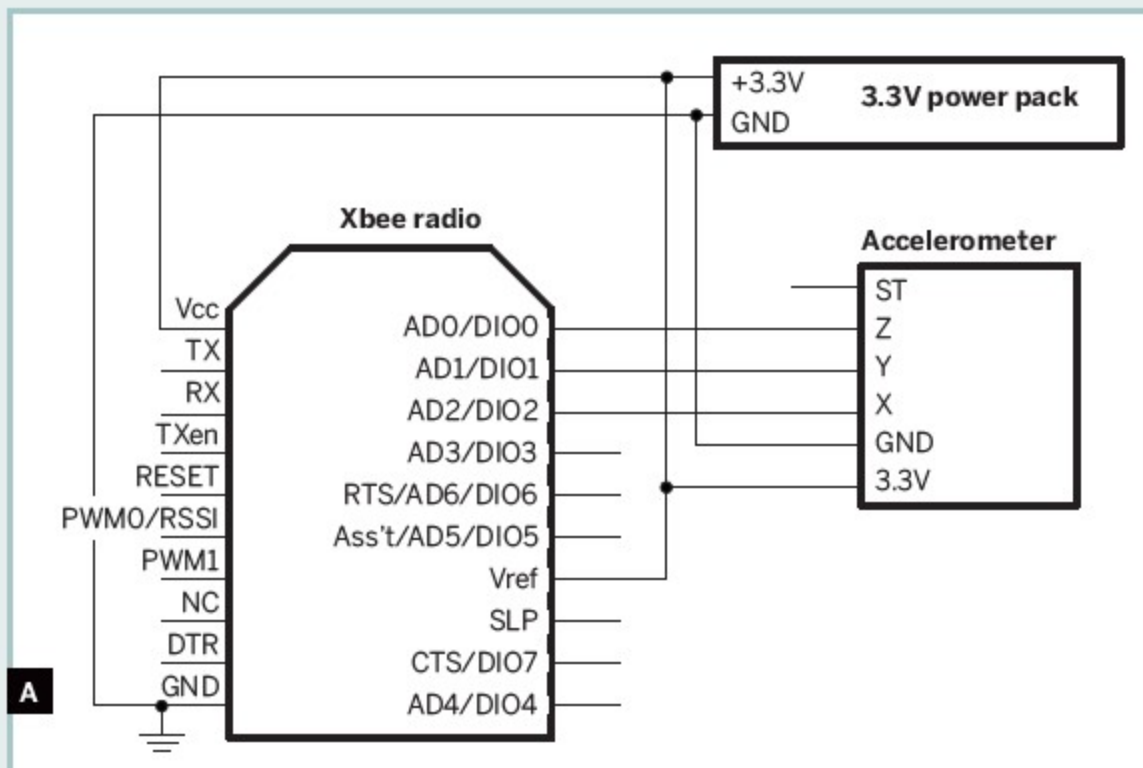 +3.3V
3.3V power pack
GND
Xbee radio
Accelerometer
Vcc
TX
RX
TXen
RESET
PWM0/RSSI
PWM1
NC
DTR
GND
AD0/DIO0
AD1/DIO1
AD2/DIO2
AD3/DIO3
RTS/AD6/DIO6
Ass't/AD5/DIO5
Vref
SLP
CTS/DIO7
AD4/DIO4
ST
Z
Y
X
GND
3.3V
A